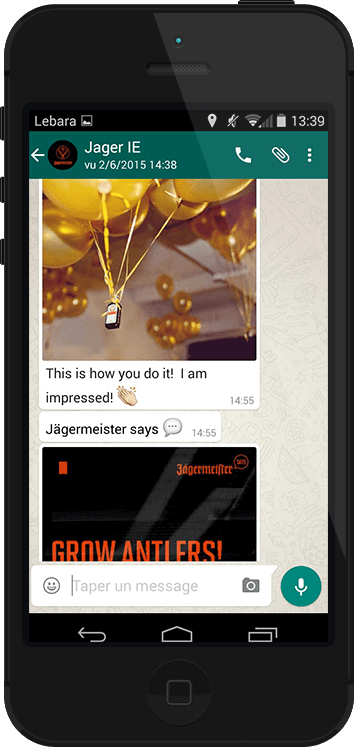 Lebara
13:39
Jager IE
vu 2/6/2015 14:38
This is how you do it! I am
impressed! 👏
14:55
Jägermeister says 💬
14:55
Jägermeister
GROW ANTLERS!
Taper un message